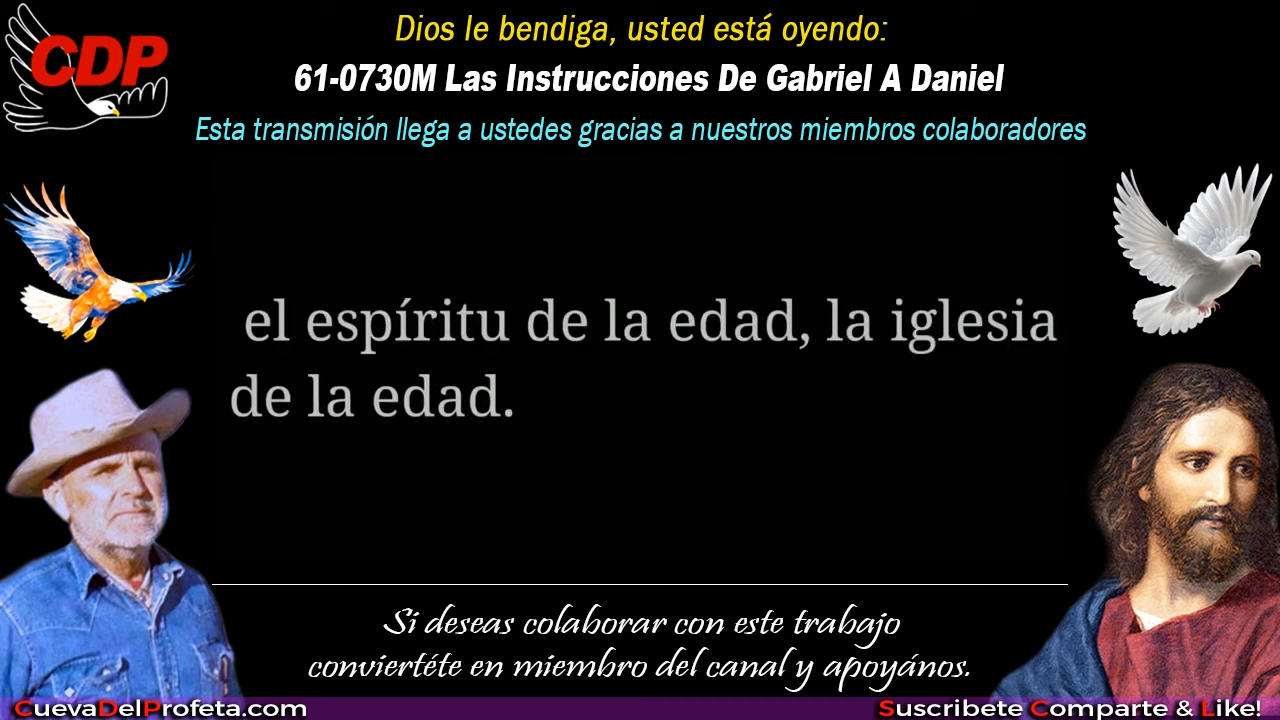 CDP
Dios le bendiga, usted está oyendo:
61-0730M Las Instrucciones De Gabriel A Daniel
Esta transmisión llega a ustedes gracias a nuestros miembros colaboradores
el espíritu de la edad, la iglesia
de la edad.
Si deseas colaborar con este trabajo
conviertéte en miembro del canal y apoyános.
CuevaDelProfeta.com
Suscribete Comparte & Like!